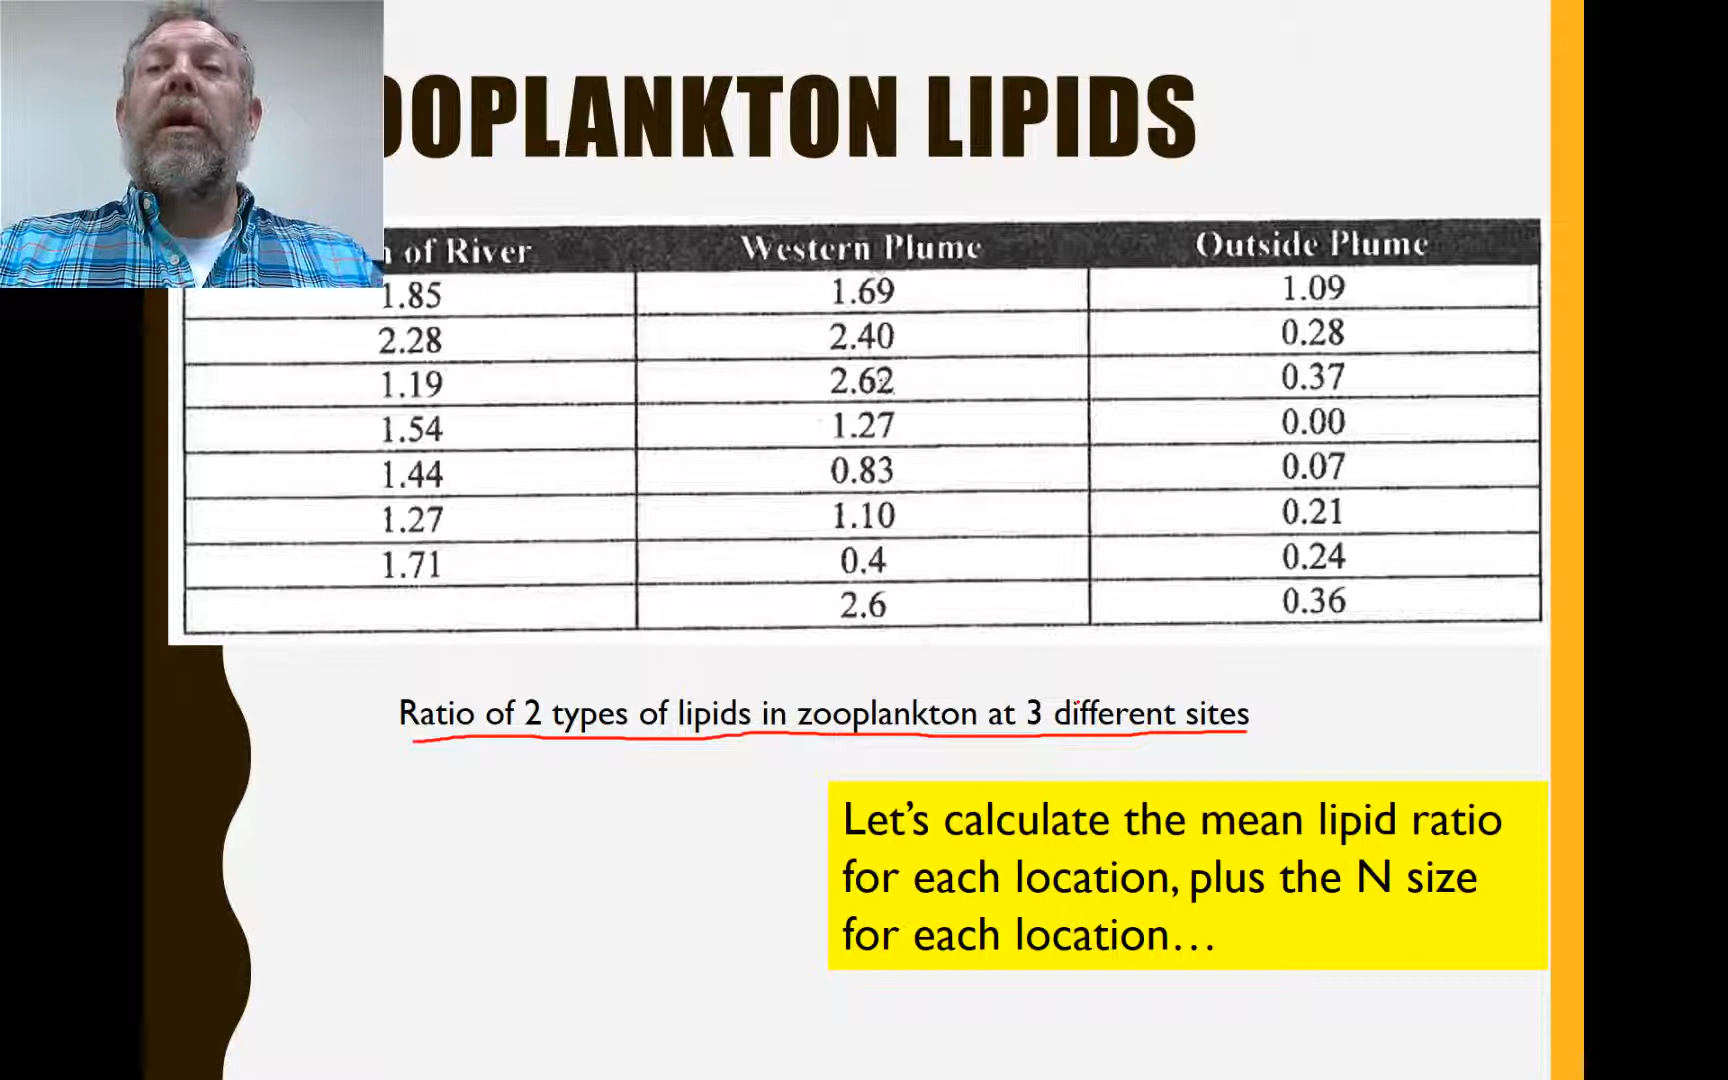 OOPLANKTON LIPIDS
of River Western Plume Outside Plume
1.85 1.69 1.09
2.28 2.40 0.28
1.19 2.62 0.37
1.54 1.27 0.00
1.44 0.83 0.07
1.27 1.10 0.21
1.71 0.4 0.24
2.6 0.36
Ratio of 2 types of lipids in zooplankton at 3 different sites
Let's calculate the mean lipid ratio
for each location, plus the N size
for each location…